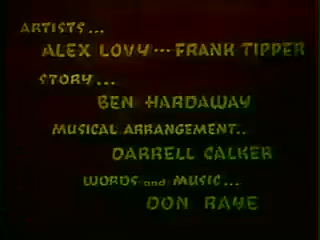 ARTISTS...
ALEX LOVY...FRANK TIPPER
STORY...
BEN HARDAWAY
MUSICAL ARRANGEMENT..
DARRELL CALKER
WORDS and MUSIC...
DON RAYE